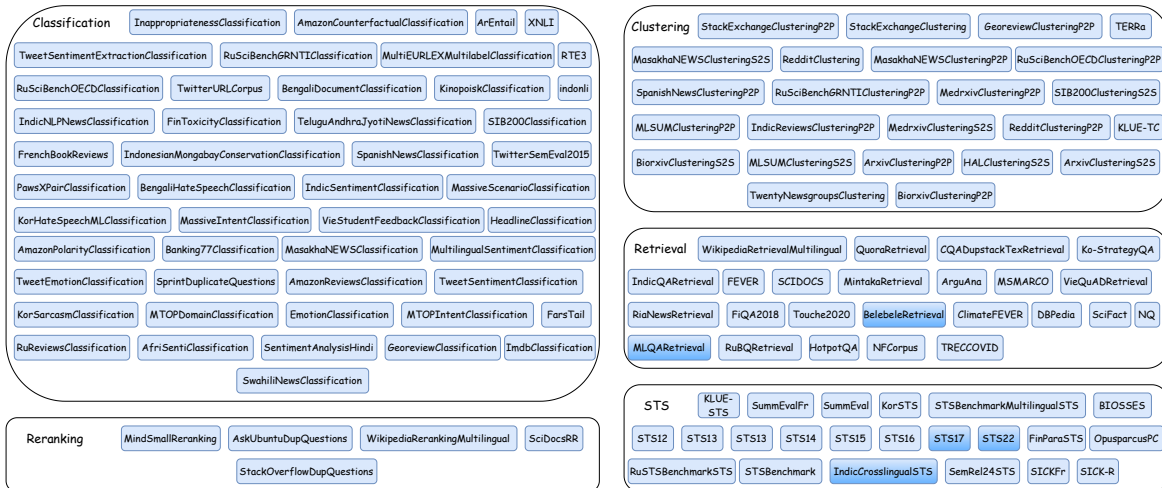 Classification InappropriatenessClassification AmazonCounterfactualClassification ArEntail XNLI
TweetSentimentExtractionClassification RuSciBenchGRNTIClassification MultiEURLEXMultilabelClassification RTE3
RuSciBenchOECDClassification TwitterURLCorpus BengaliDocumentClassification KinopoiskClassification indonli
IndicNLPNewsClassification FinToxicityClassification TeluguAndhraJyotiNewsClassification SIB200Classification
FrenchBookReviews IndonesianMongabayConservationClassification SpanishNewsClassification TwitterSemEval2015
PawsXPairClassification BengaliHateSpeechClassification IndicSentimentClassification MassiveScenarioClassification
KorHateSpeechMLClassification MassiveIntentClassification VieStudentFeedbackClassification HeadlineClassification
AmazonPolarityClassification Banking77Classification MasakhaNEWSClassification MultilingualSentimentClassification
TweetEmotionClassification SprintDuplicateQuestions AmazonReviewsClassification TweetSentimentClassification
KorSarcasmClassification MTOPDomainClassification EmotionClassification MTOPIntentClassification FarsTail
RuReviewsClassification AfriSentiClassification SentimentAnalysisHindi GeoreviewClassification ImdbClassification
SwahiliNewsClassification
Reranking MindSmallReranking AskUbuntuDupQuestions WikipediaRerankingMultilingual SciDocsRR
StackOverflowDupQuestions
Clustering StackExchangeClusteringP2P StackExchangeClustering GeoreviewClusteringP2P TERRa
MasakhaNEWSClusteringS2S RedditClustering MasakhaNEWSClusteringP2P RuSciBenchOECDClusteringP2P
SpanishNewsClusteringP2P RuSciBenchGRNTIClusteringP2P MedrxivClusteringP2P SIB200ClusteringS2S
MLSUMClusteringP2P IndicReviewsClusteringP2P MedrxivClusteringS2S RedditClusteringP2P KLUE-TC
BiorxivClusteringS2S MLSUMClusteringS2S ArxivClusteringP2P HALClusteringS2S ArxivClusteringS2S
TwentyNewsgroupsClustering BiorxivClusteringP2P
Retrieval WikipediaRetrievalMultilingual QuoraRetrieval CQADupstackTexRetrieval Ko-StrategyQA
IndicQARetrieval FEVER SCIDOCS MintakaRetrieval ArguAna MSMARCO VieQuADRetrieval
RiaNewsRetrieval FiQA2018 Touche2020 BelebeleRetrieval ClimateFEVER DBPedia SciFact NQ
MLQARetrieval RuBQRetrieval HotpotQA NFCorpus TRECCOVID
STS KLUE-STS SummEvalFr SummEval KorSTS STSBenchmarkMultilingualSTS BIOSSES
STS12 STS13 STS13 STS14 STS15 STS16 STS17 STS22 FinParaSTS OpusparcusPC
RuSTSBenchmarkSTS STSBenchmark IndicCrosslingualSTS SemRel24STS SICKFr SICK-R